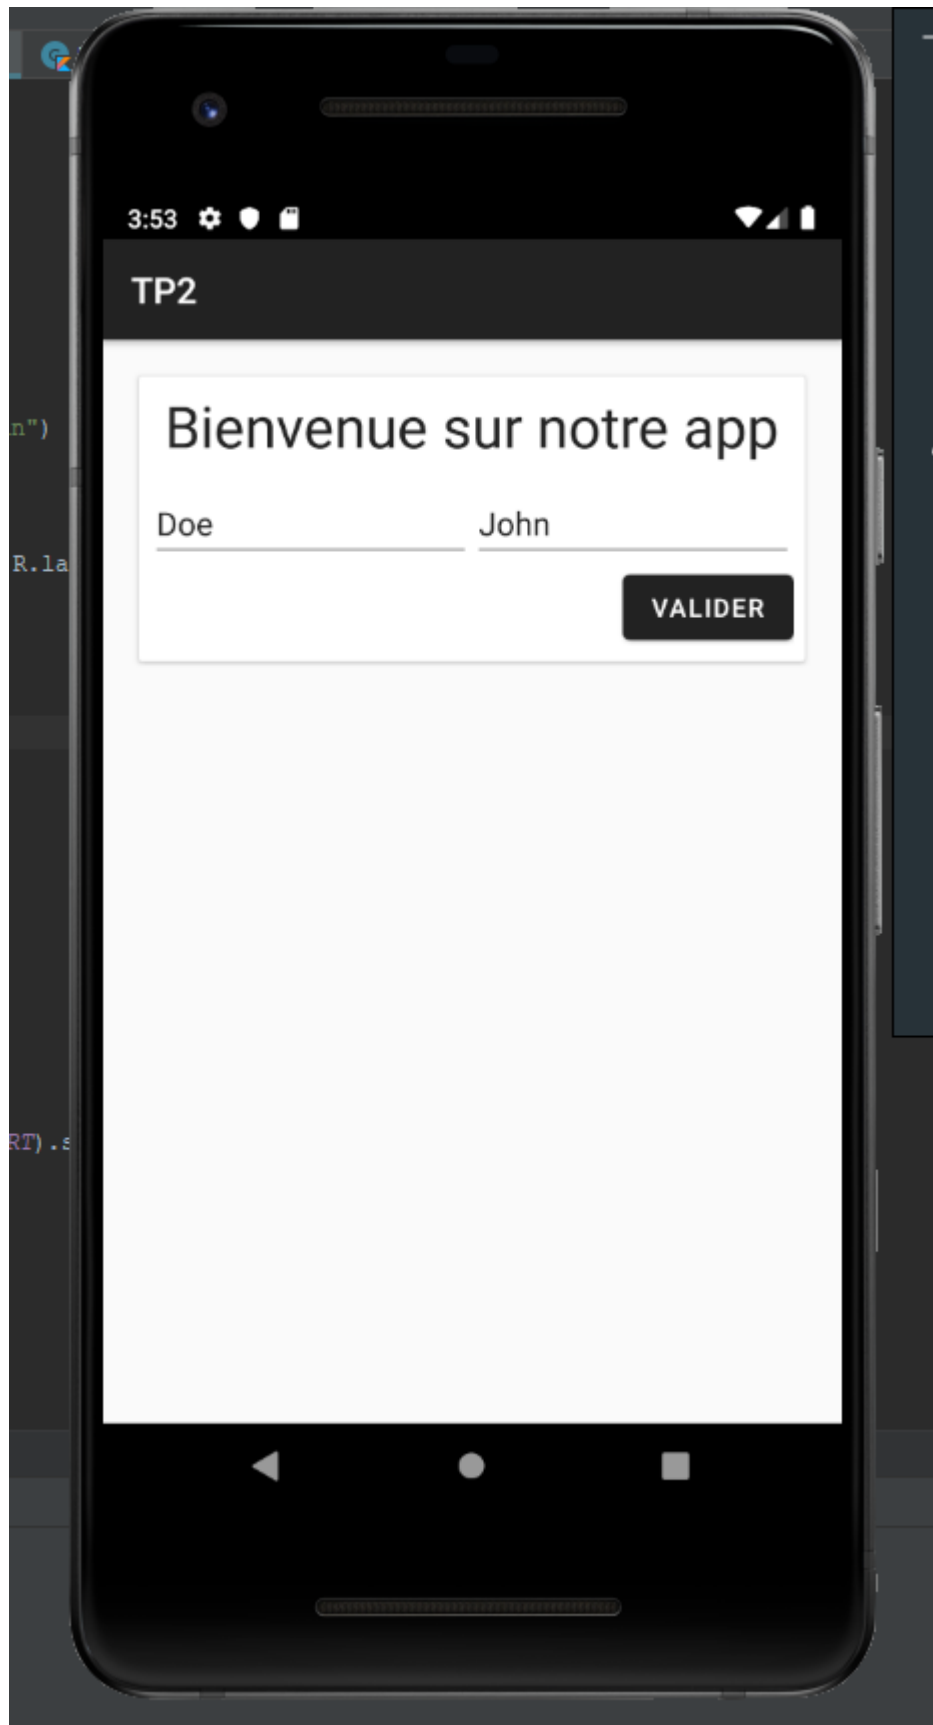 3:53
TP2
n")
Bienvenue sur notre app
Doe John
R.la
VALIDER
RT).s